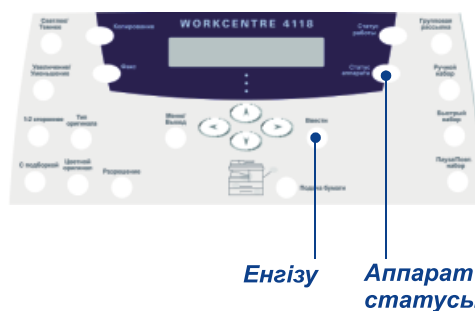 WORKCENTRE 4118
Светлее/
Темнее
Копирование
Статус
работы
Групповая
рассылка
Увеличение/
Уменьшение
Факс
Статус
аппарата
Ручной
набор
1/2 сторонние
Тип
оригинала
Меню/
Выход
Ввести
Быстрый
набор
С подборкой
Цветной
оригинал
Разрешение
Подача бумаги
Пауза/Повт.
набор
Енгізу
Аппарат
статусы